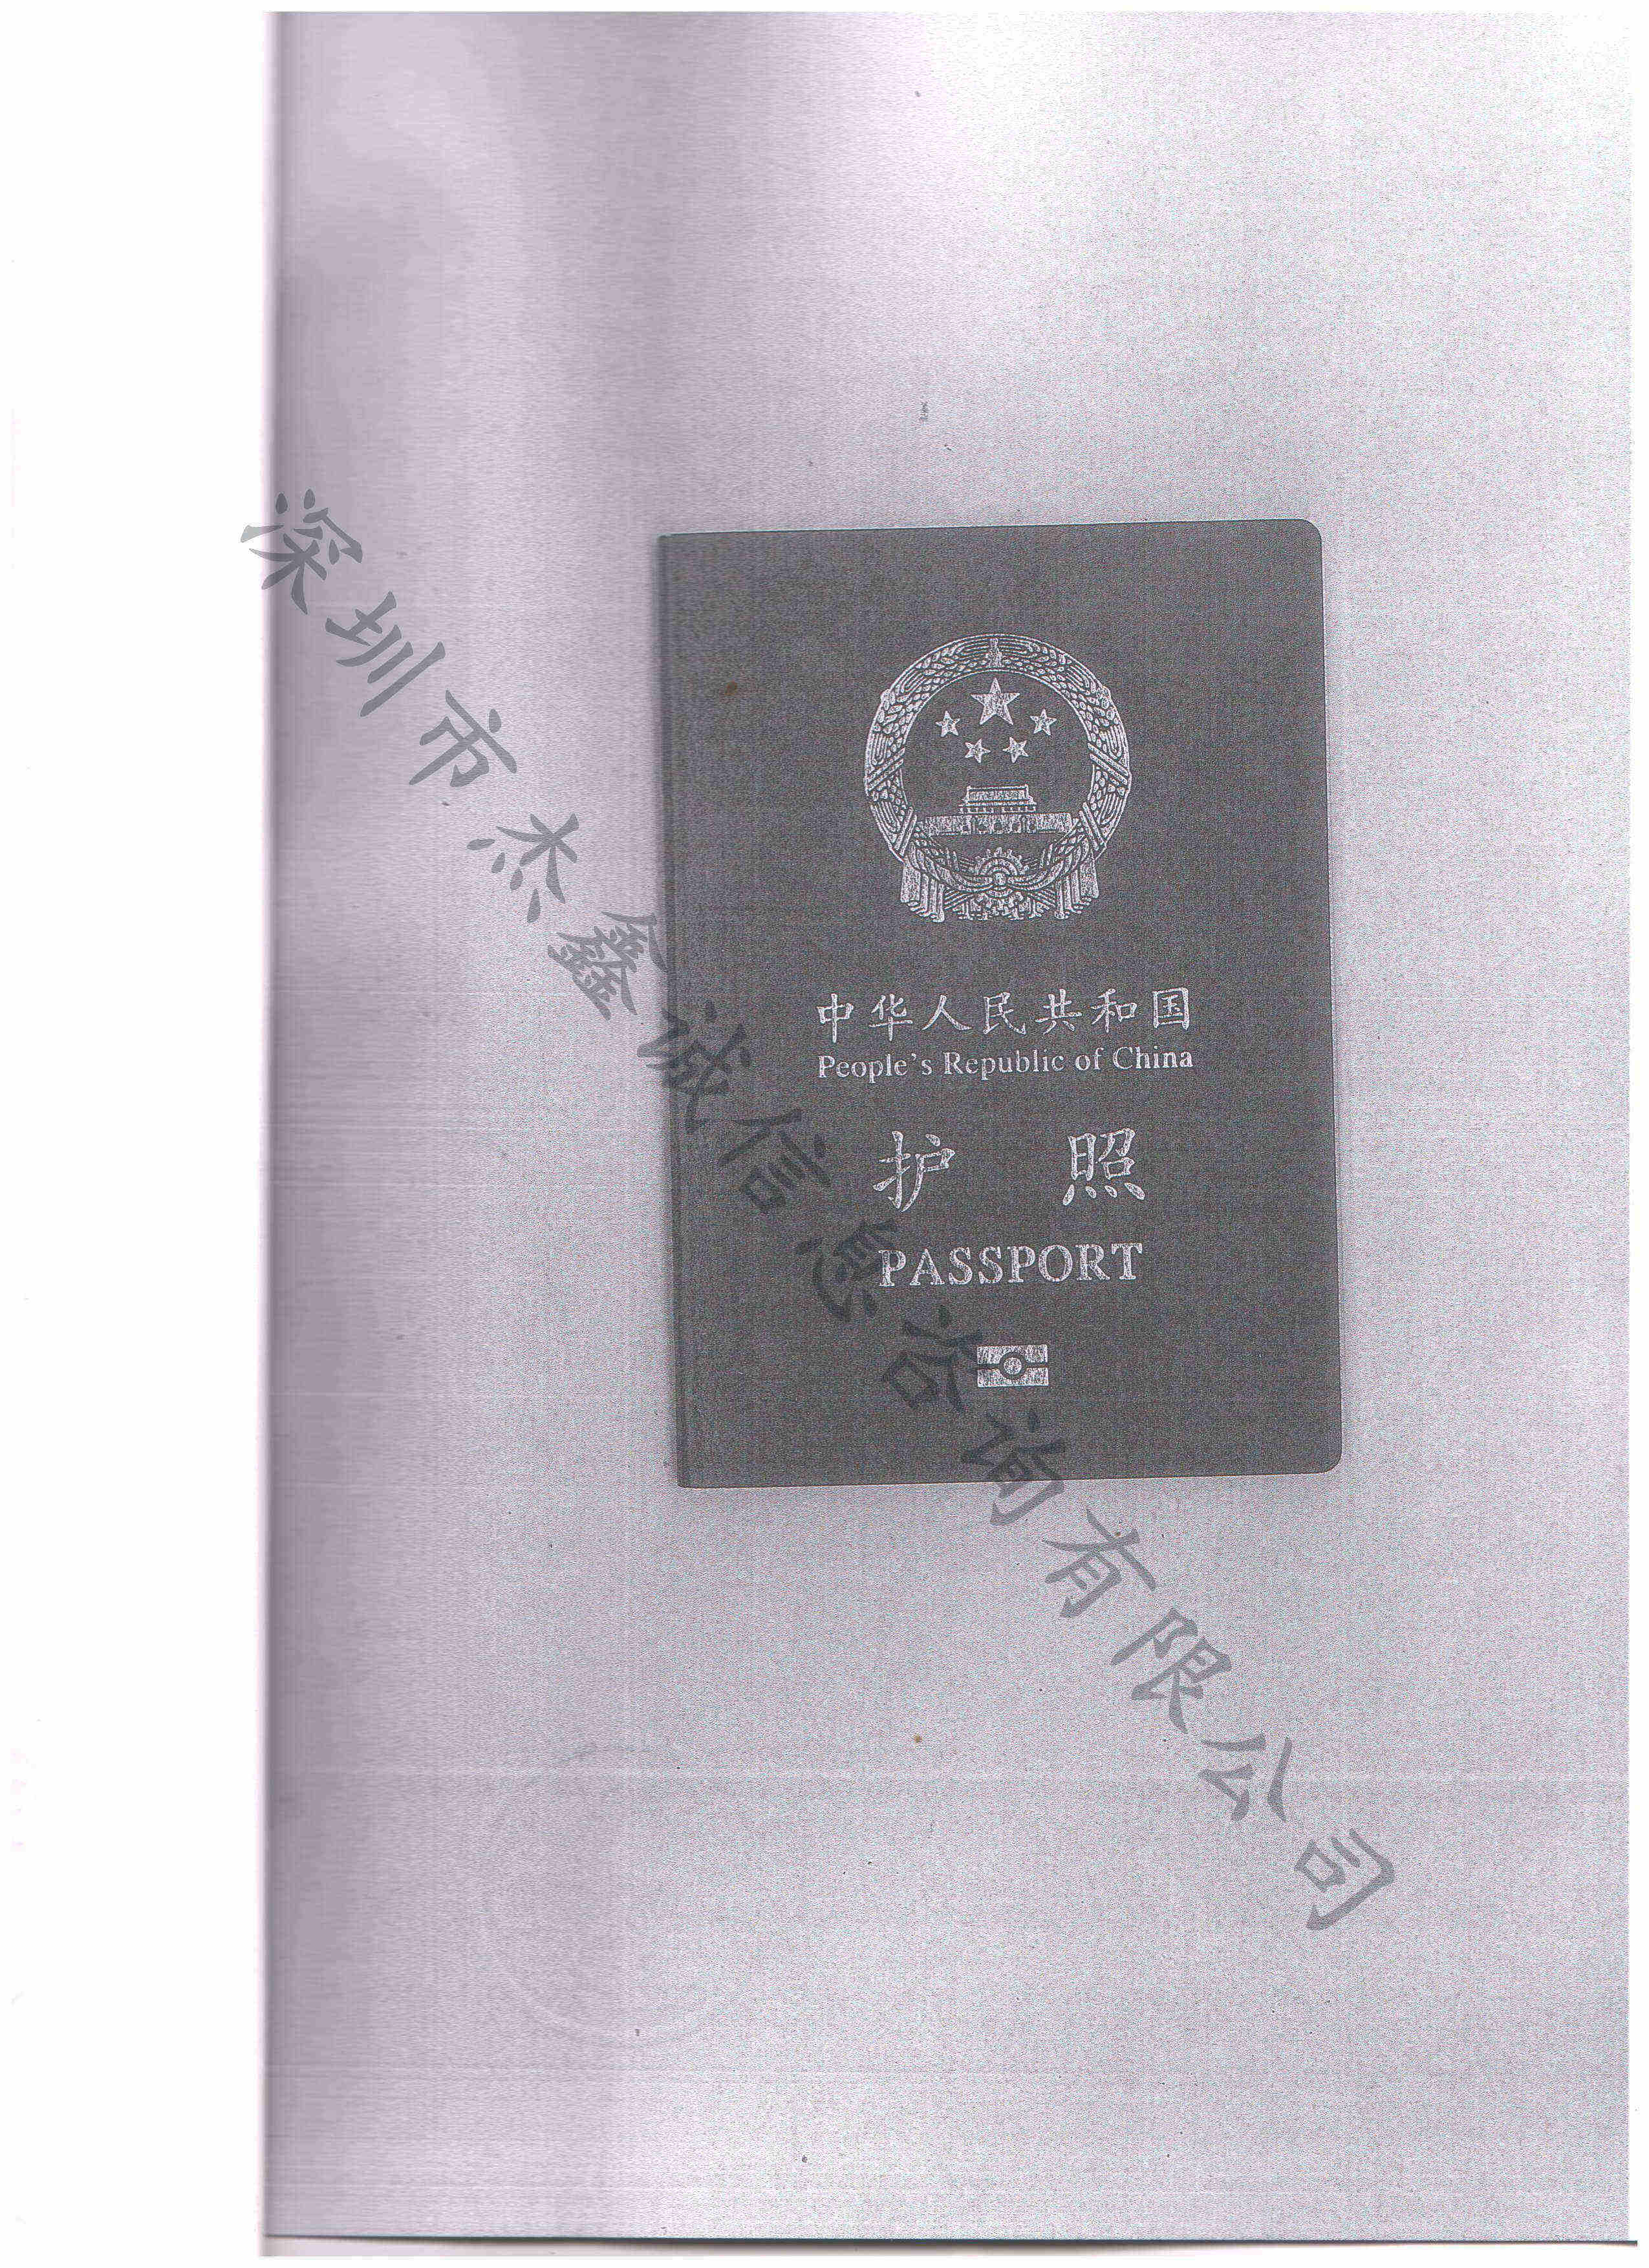 中华人民共和国
People's Republic of China
护照
PASSPORT
深圳市杰鑫诚信息咨询有限公司